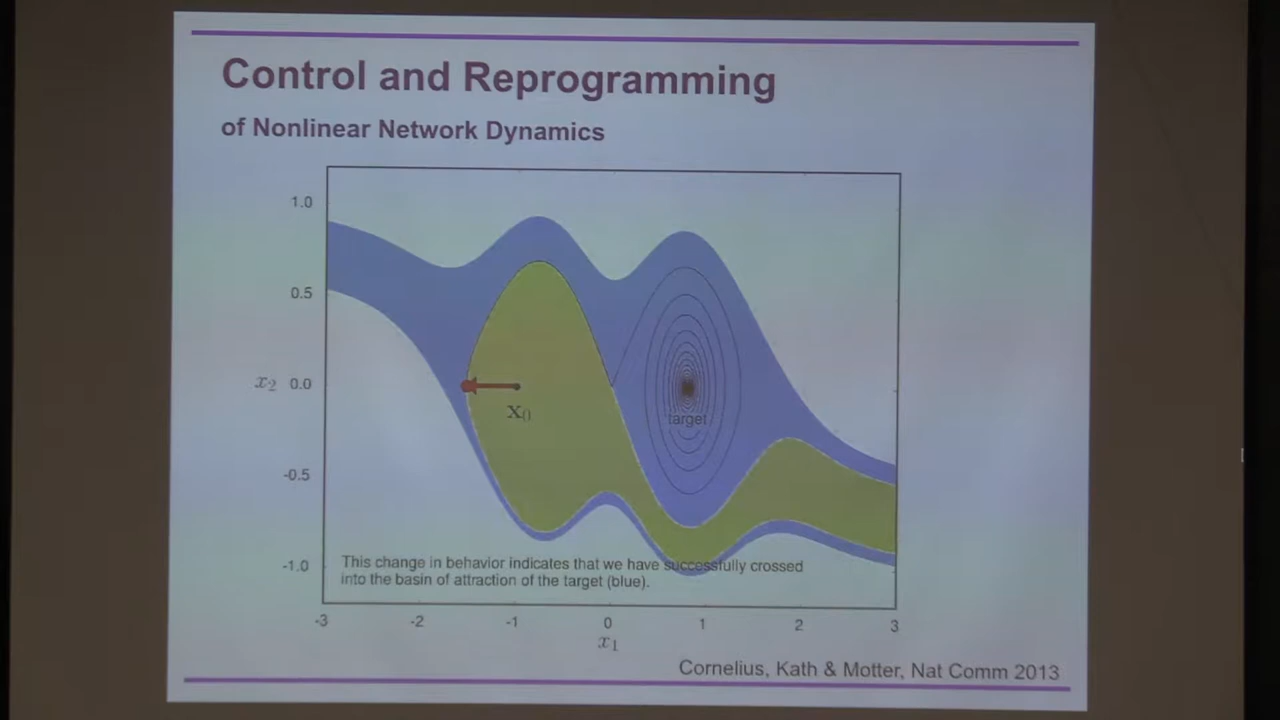 Control and Reprogramming
of Nonlinear Network Dynamics
1.0
0.5
x₂ 0.0
-0.5
-1.0
x₀
target
This change in behavior indicates that we have successfully crossed
into the basin of attraction of the target (blue).
-3 -2 -1 0 1 2 3
x₁
Cornelius, Kath & Motter, Nat Comm 2013